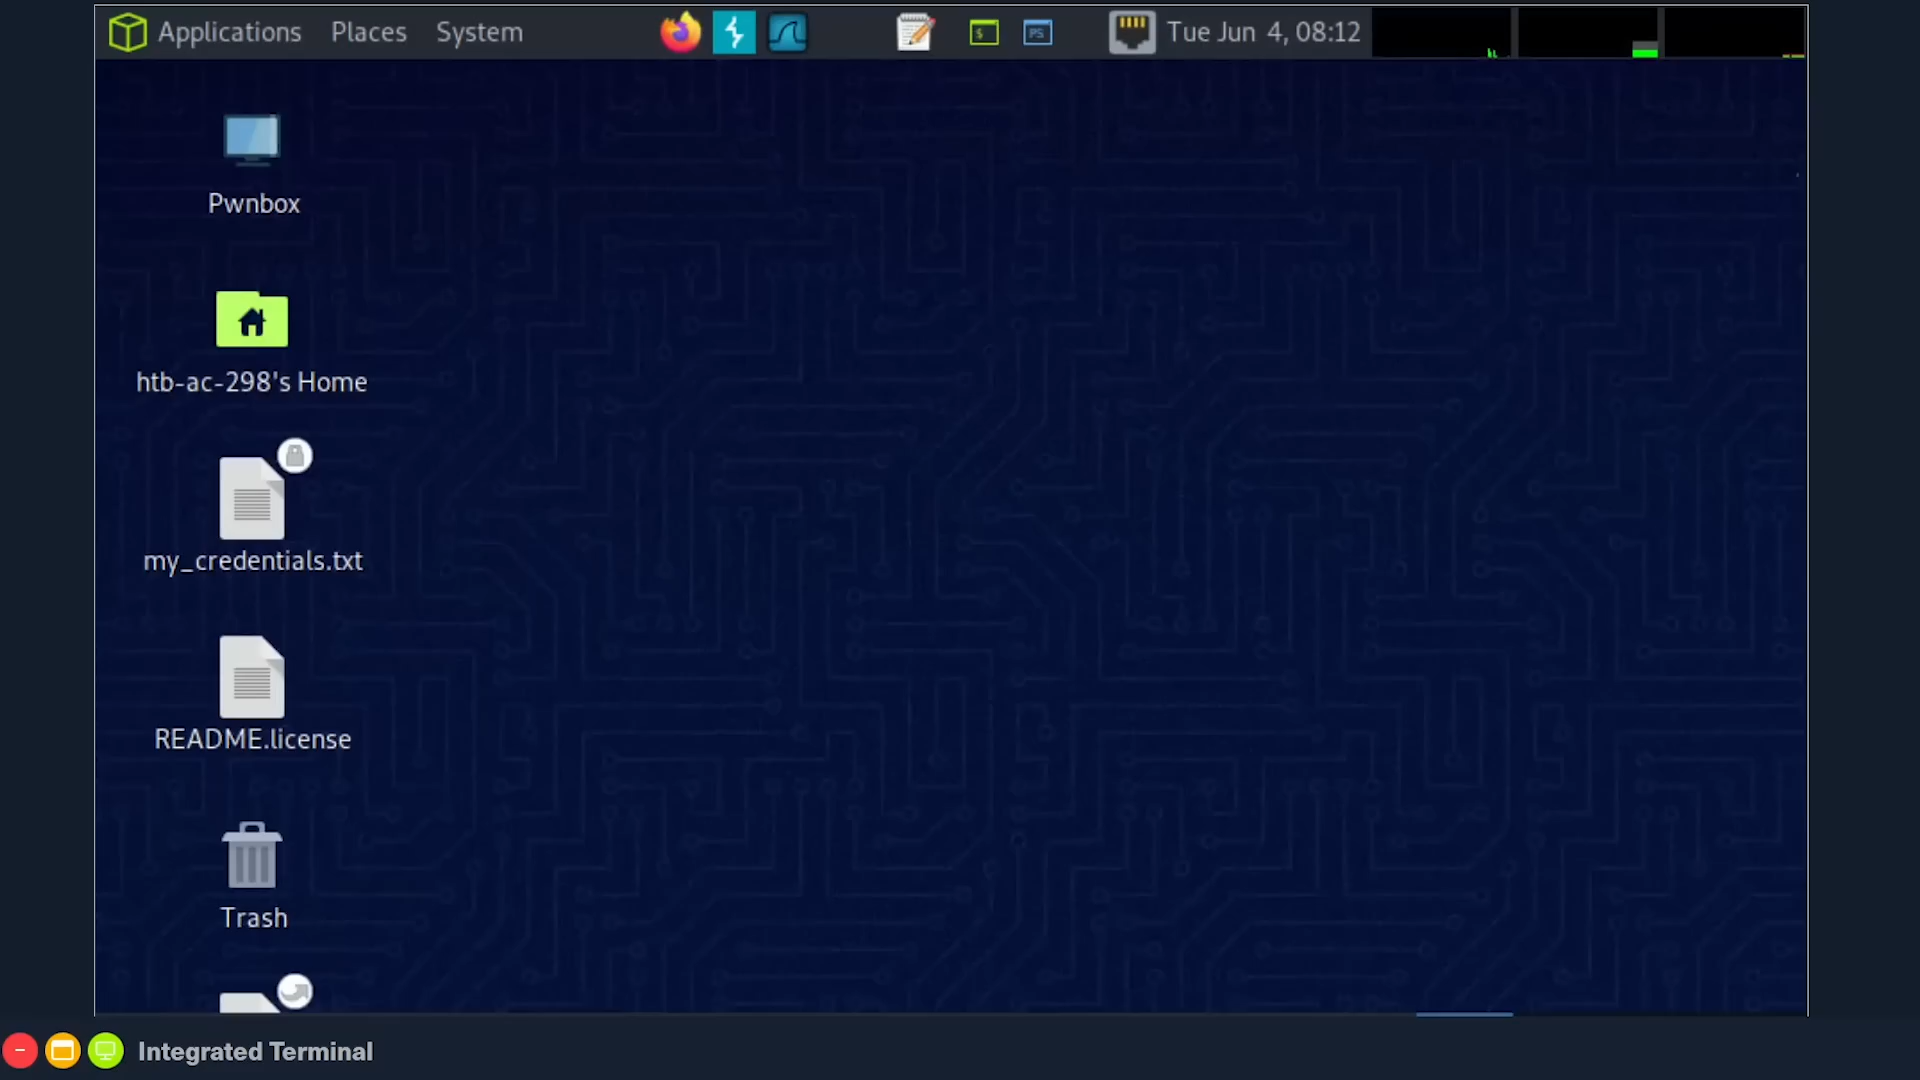 Applications Places System $ PS Tue Jun 4, 08:12
Pwnbox
htb-ac-298's Home
my_credentials.txt
README.license
Trash
Integrated Terminal